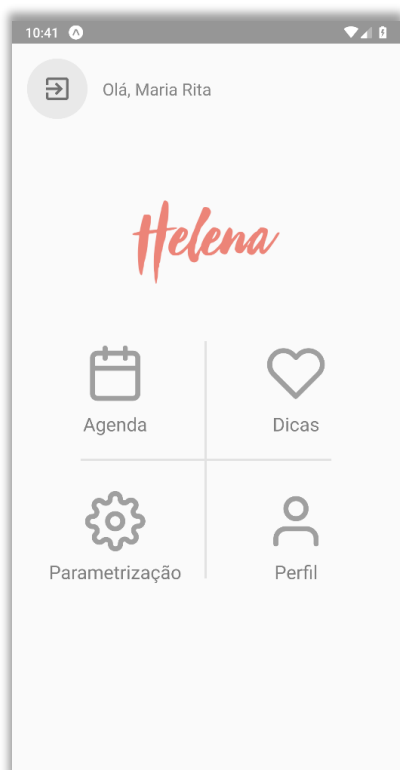 10:41
Olá, Maria Rita
Helena
Agenda
Dicas
Parametrização
Perfil